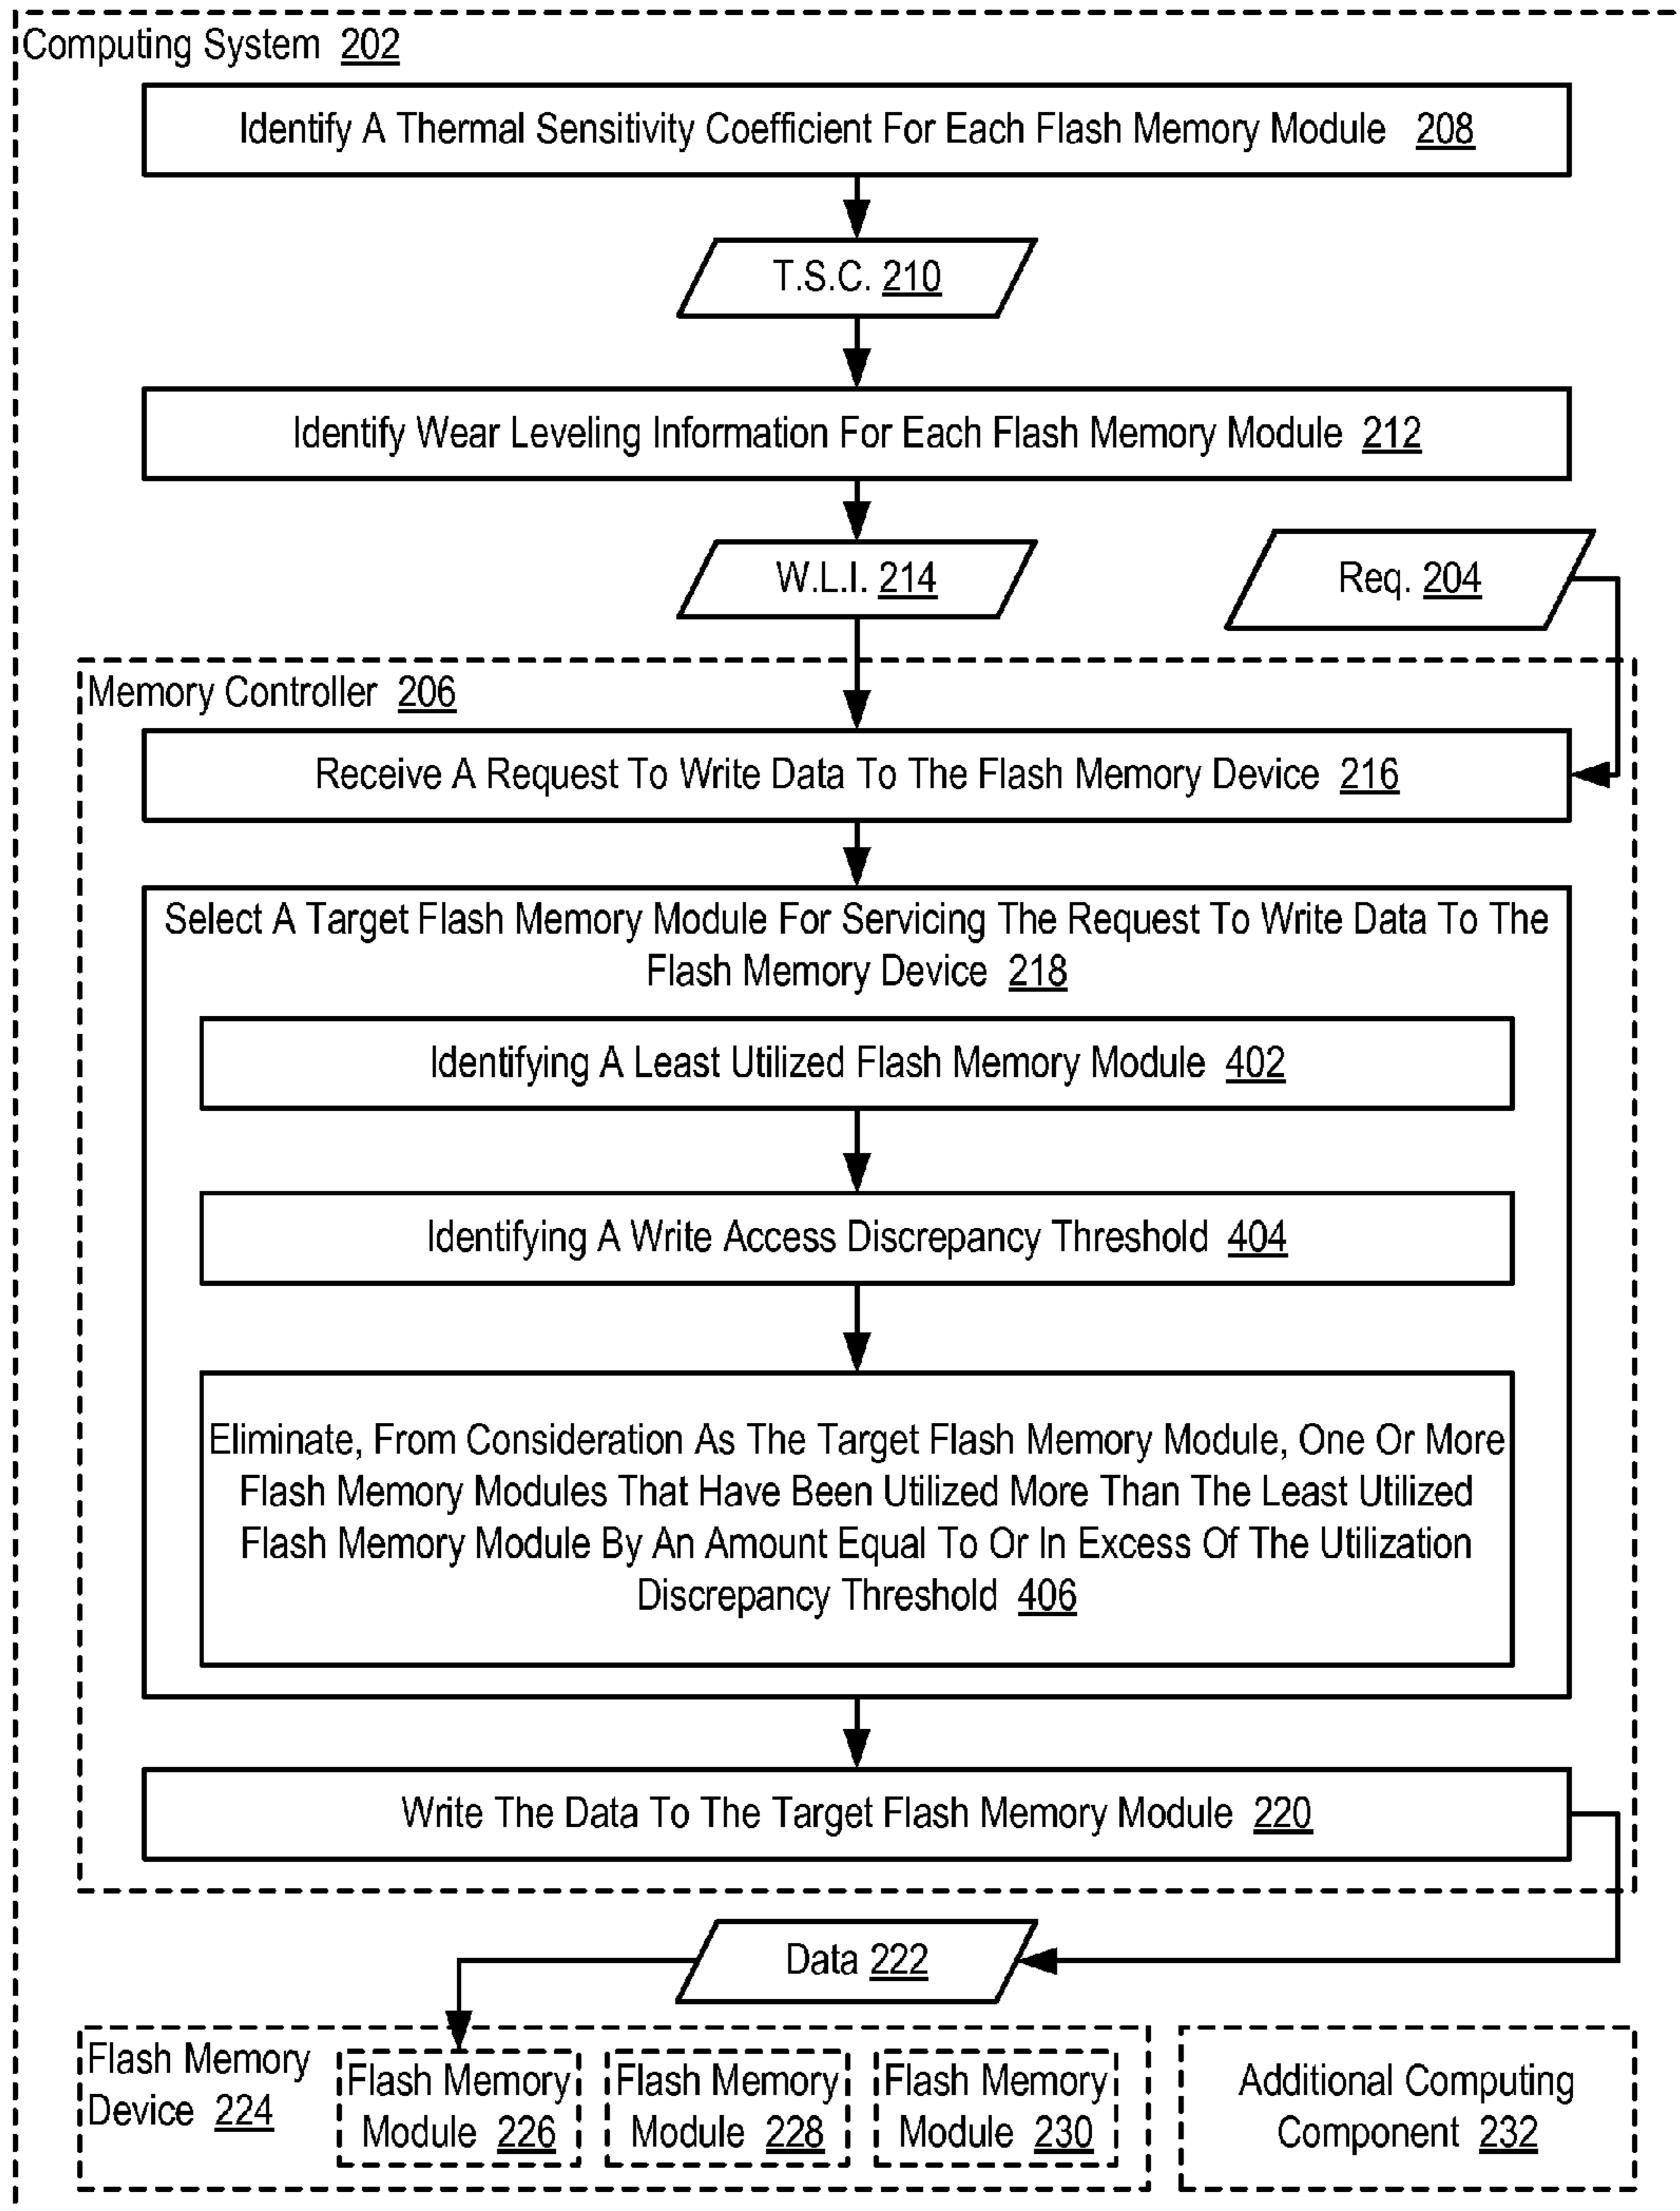 Computing System 202
Identify A Thermal Sensitivity Coefficient For Each Flash Memory Module 208
T.S.C. 210
Identify Wear Leveling Information For Each Flash Memory Module 212
W.L.I. 214
Req. 204
Memory Controller 206
Receive A Request To Write Data To The Flash Memory Device 216
Select A Target Flash Memory Module For Servicing The Request To Write Data To The
Flash Memory Device 218
Identifying A Least Utilized Flash Memory Module 402
Identifying A Write Access Discrepancy Threshold 404
Eliminate, From Consideration As The Target Flash Memory Module, One Or More
Flash Memory Modules That Have Been Utilized More Than The Least Utilized
Flash Memory Module By An Amount Equal To Or In Excess Of The Utilization
Discrepancy Threshold 406
Write The Data To The Target Flash Memory Module 220
Data 222
Flash Memory
Device 224
Flash Memory
Module 226
Flash Memory
Module 228
Flash Memory
Module 230
Additional Computing
Component 232